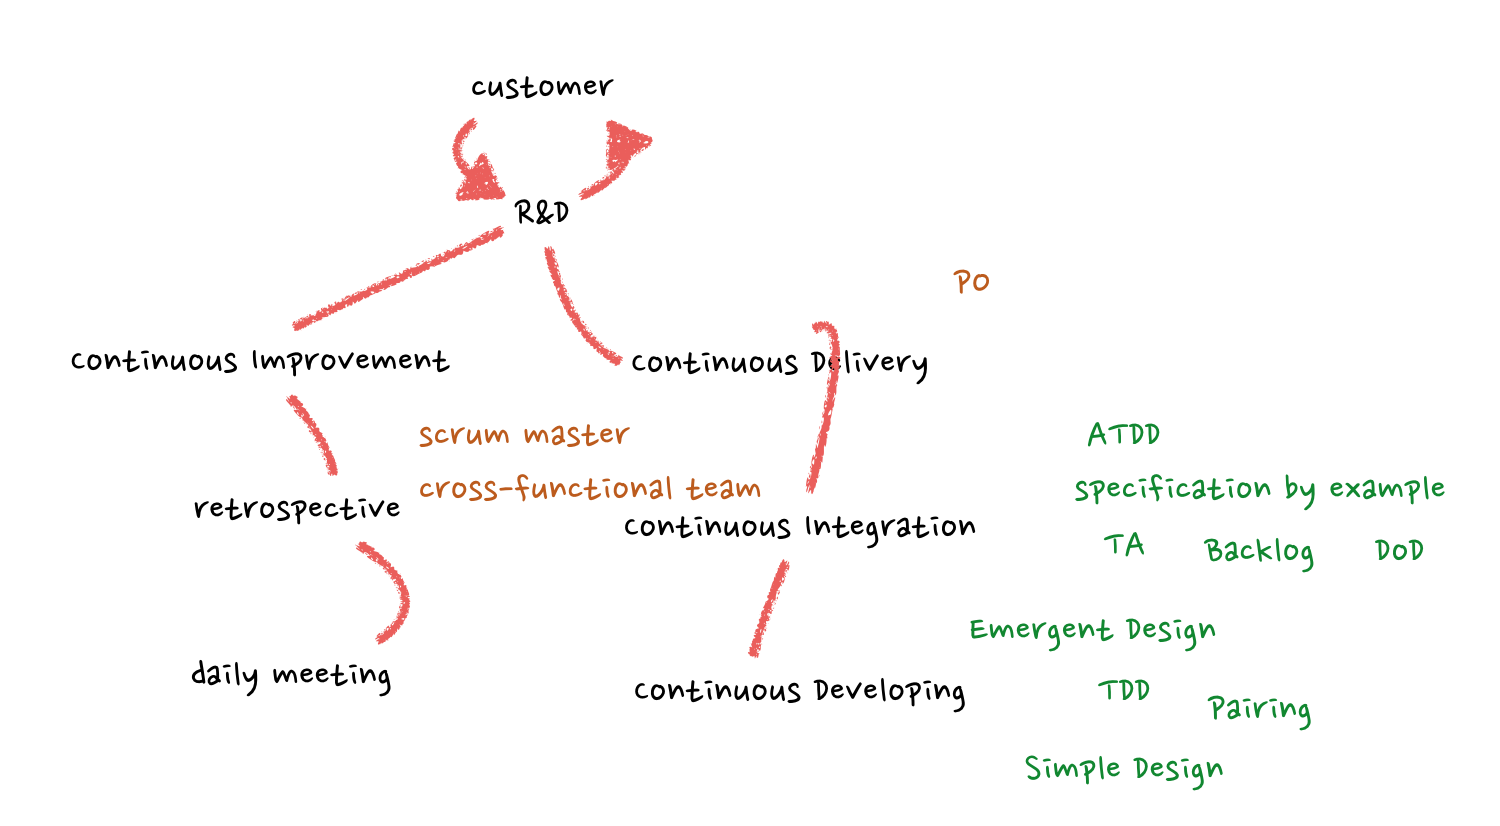 customer
R&D
PO
continuous Improvement
continuous Delivery
scrum master
ATDD
cross-functional team
specification by example
retrospective
continuous Integration
TA
Backlog
DoD
Emergent Design
daily meeting
continuous Developing
TDD
Pairing
Simple Design